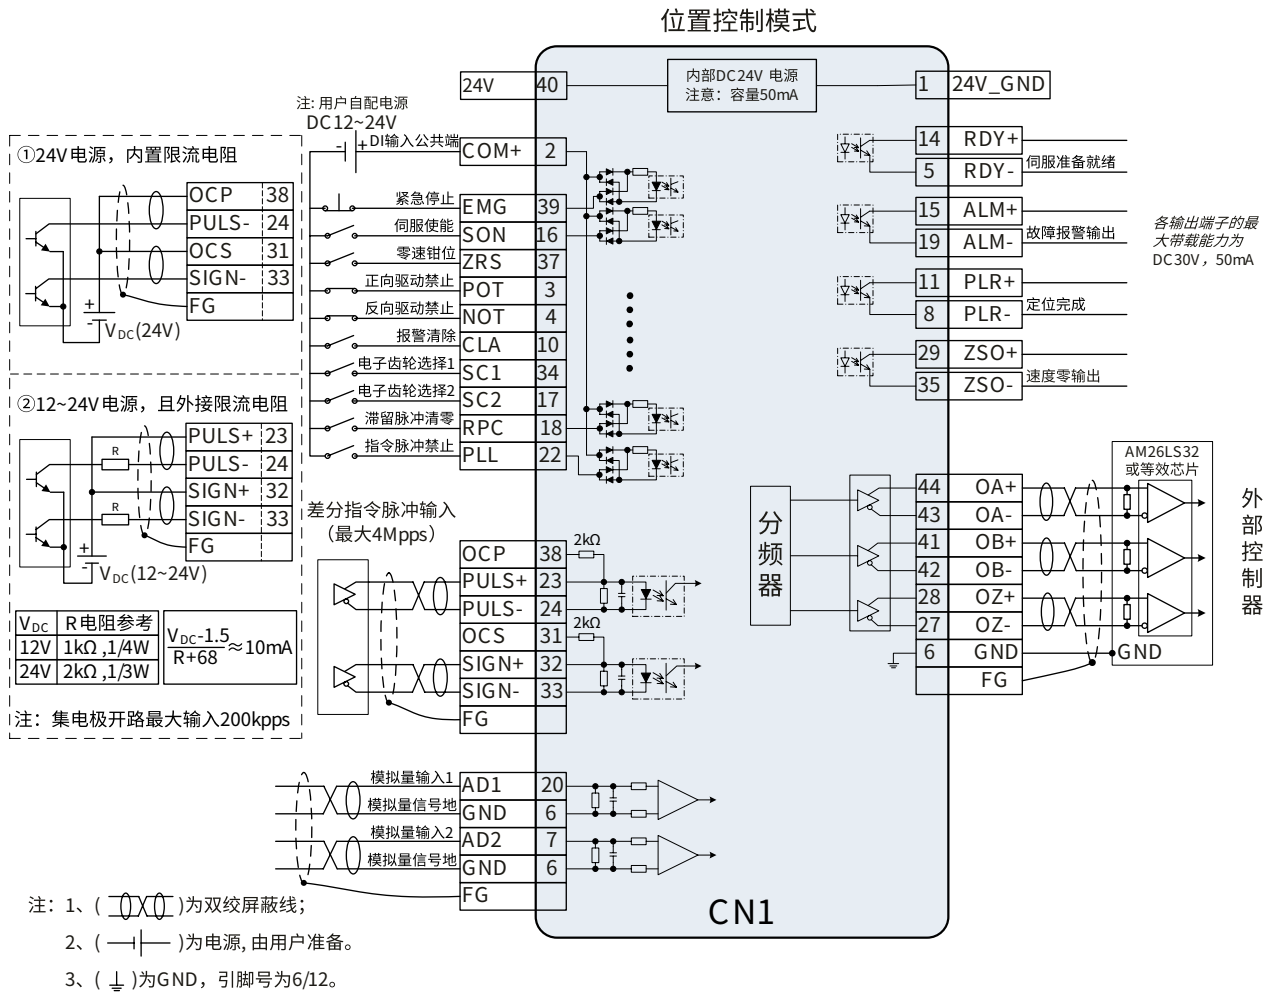 位置控制模式
24V 40
内部DC24V 电源
注意：容量50mA
1 24V_GND
注: 用户自配电源
DC12~24V
- + DI输入公共端 COM+ 2
紧急停止 EMG 39
伺服使能 SON 16
零速钳位 ZRS 37
正向驱动禁止 POT 3
反向驱动禁止 NOT 4
报警清除 CLA 10
电子齿轮选择1 SC1 34
电子齿轮选择2 SC2 17
滞留脉冲清零 RPC 18
指令脉冲禁止 PLL 22
①24V电源，内置限流电阻
OCP 38
PULS- 24
OCS 31
SIGN- 33
FG
+
-
VDC(24V)
②12~24V电源，且外接限流电阻
PULS+ 23
R PULS- 24
SIGN+ 32
R SIGN- 33
FG
+
-
VDC(12~24V)
VDC R电阻参考
12V 1kΩ ,1/4W
24V 2kΩ ,1/3W
VDC-1.5
R+68
≈10mA
注：集电极开路最大输入200kpps
差分指令脉冲输入
（最大4Mpps）
OCP 38 2kΩ
PULS+ 23
PULS- 24
OCS 31 2kΩ
SIGN+ 32
SIGN- 33
FG
模拟量输入1 AD1 20
模拟量信号地 GND 6
模拟量输入2 AD2 7
模拟量信号地 GND 6
FG
14 RDY+
5 RDY- 伺服准备就绪
15 ALM+
19 ALM- 故障报警输出
11 PLR+
8 PLR- 定位完成
29 ZSO+
35 ZSO- 速度零输出
各输出端子的最
大带载能力为
DC30V，50mA
分频器
44 OA+
43 OA-
41 OB+
42 OB-
28 OZ+
27 OZ-
6 GND GND
FG
AM26LS32
或等效芯片
外部控制器
CN1
注：1、( )为双绞屏蔽线；
2、( )为电源, 由用户准备。
3、( )为GND，引脚号为6/12。